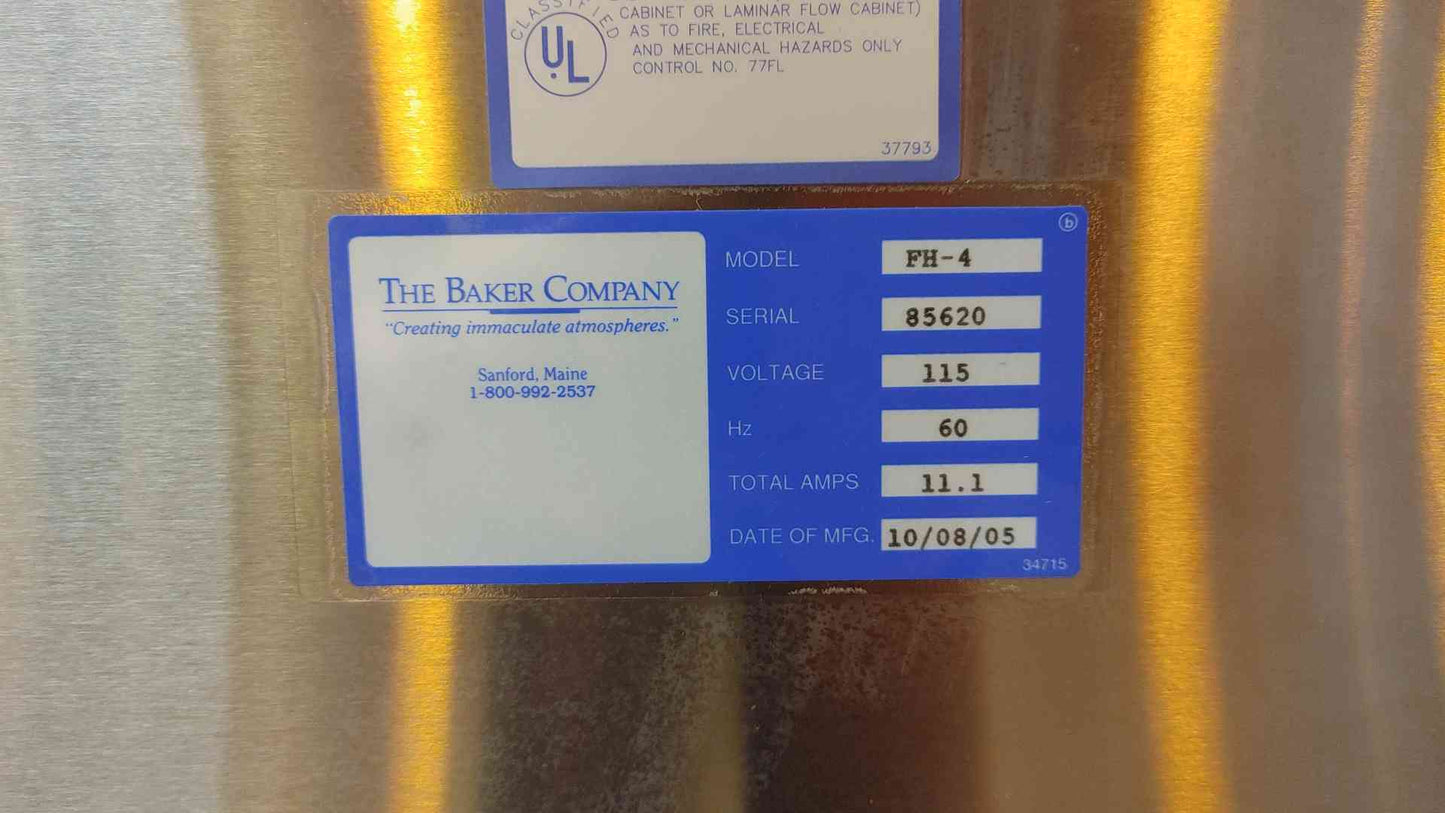 CLASSIFIED
UL
CABINET OR LAMINAR FLOW CABINET)
AS TO FIRE, ELECTRICAL
AND MECHANICAL HAZARDS ONLY
CONTROL NO. 77FL
37793
b
THE BAKER COMPANY
"Creating immaculate atmospheres."
Sanford, Maine
1-800-992-2537
MODEL FH-4
SERIAL 85620
VOLTAGE 115
Hz 60
TOTAL AMPS 11.1
DATE OF MFG. 10/08/05
34715